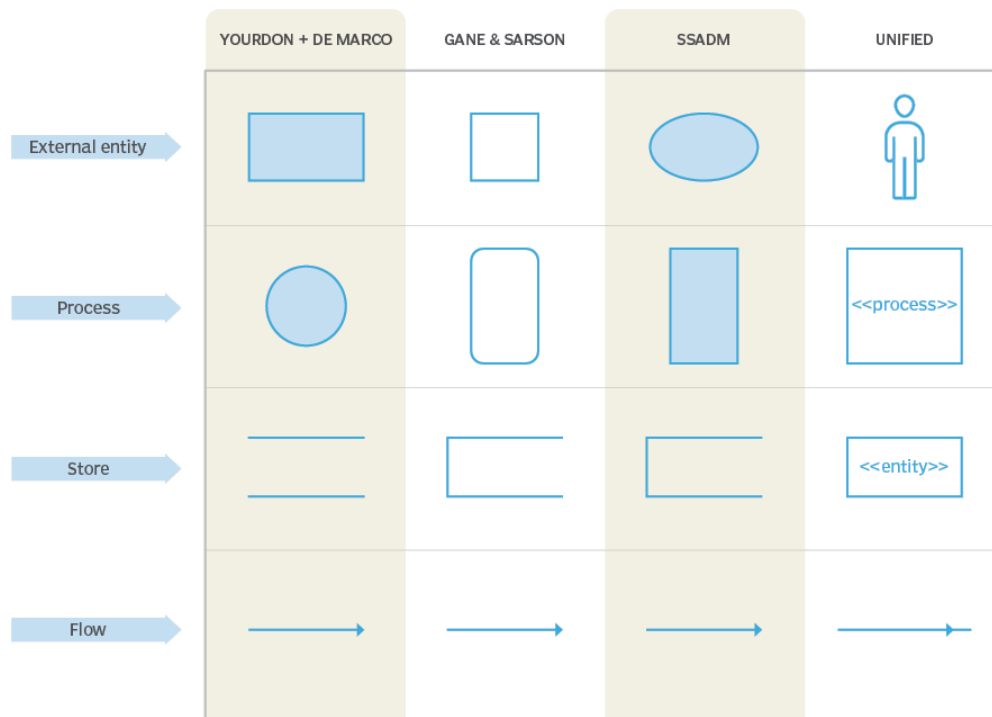 YOURDON + DE MARCO
GANE & SARSON
SSADM
UNIFIED
External entity
Process
<<process>>
Store
<<entity>>
Flow